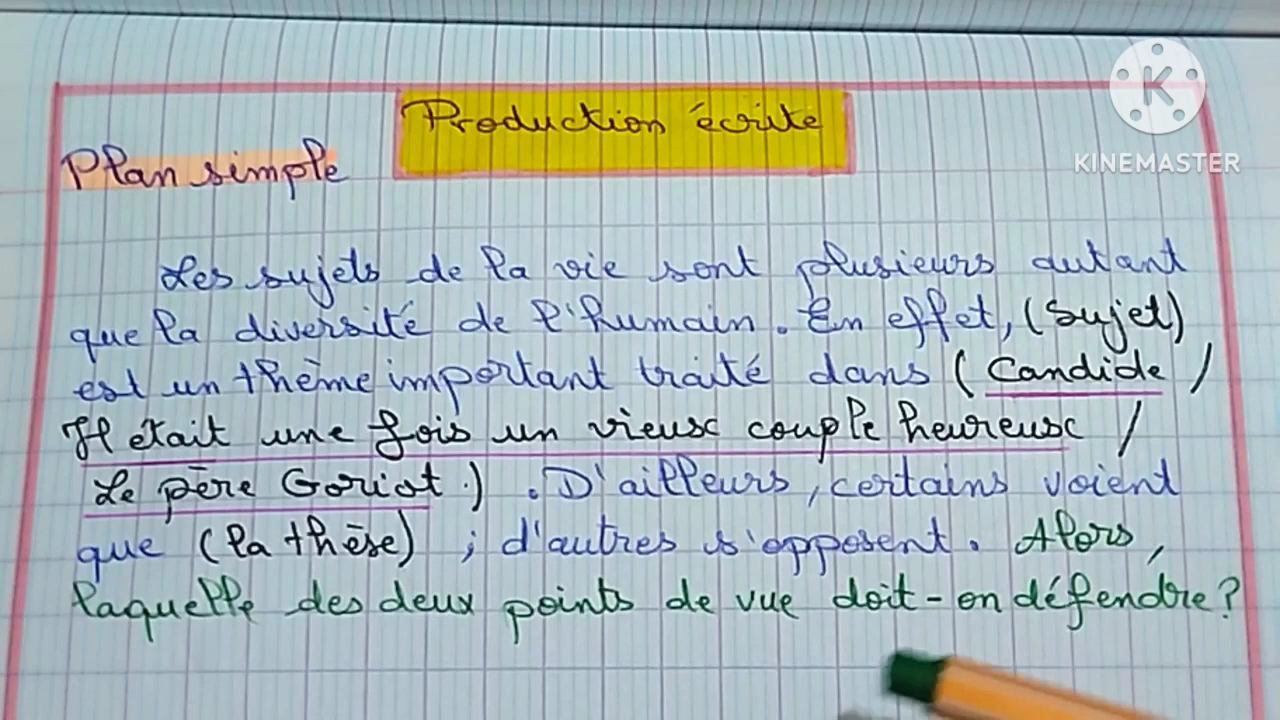 Production écrite
KINEMASTER
Plan simple
Les sujets de la vie sont plusieurs autant
que la diversité de l'humain. En effet, (Sujet)
est un thème important traité dans (Candide /
Il était une fois un vieux couple heureux /
Le père Goriot.) . D'ailleurs, certains voient
que (la thèse) ; d'autres s'opposent. Alors,
laquelle des deux points de vue doit-on défendre?